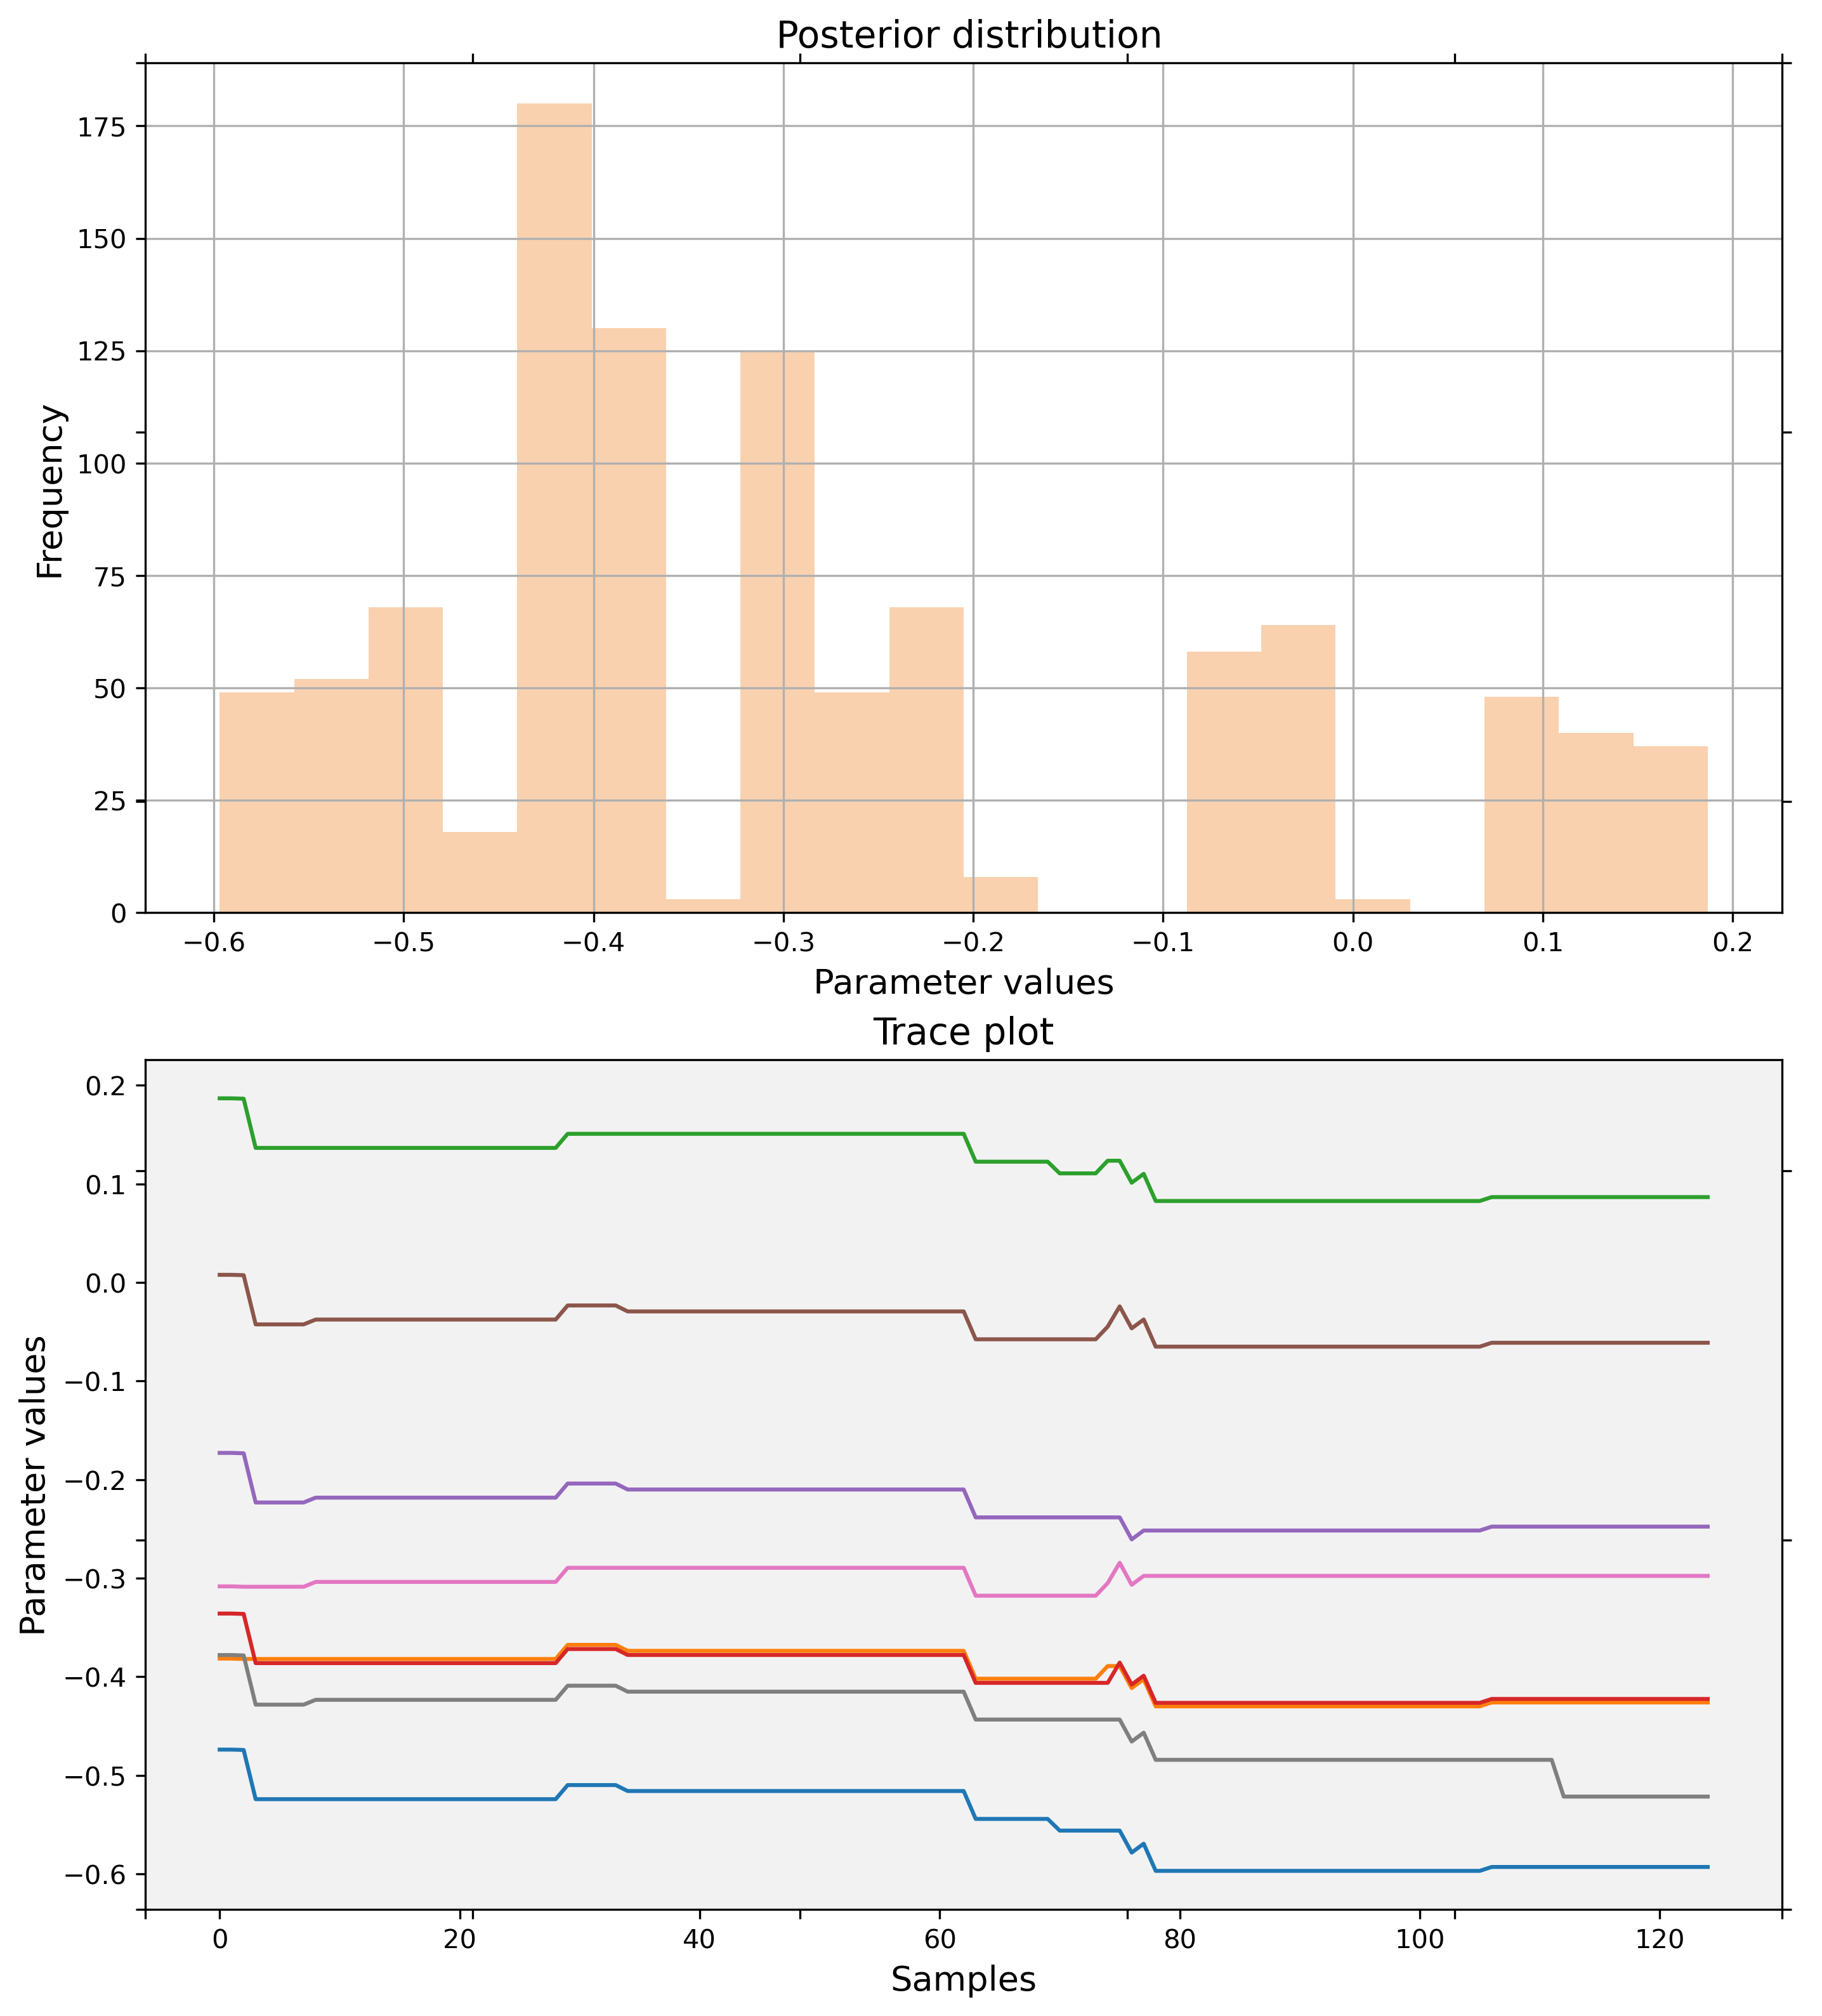 Posterior distribution
175
150
125
100
75
50
25
0
Frequency
−0.6 −0.5 −0.4 −0.3 −0.2 −0.1 0.0 0.1 0.2
Parameter values
Trace plot
0.2
0.1
0.0
−0.1
−0.2
−0.3
−0.4
−0.5
−0.6
Parameter values
0 20 40 60 80 100 120
Samples